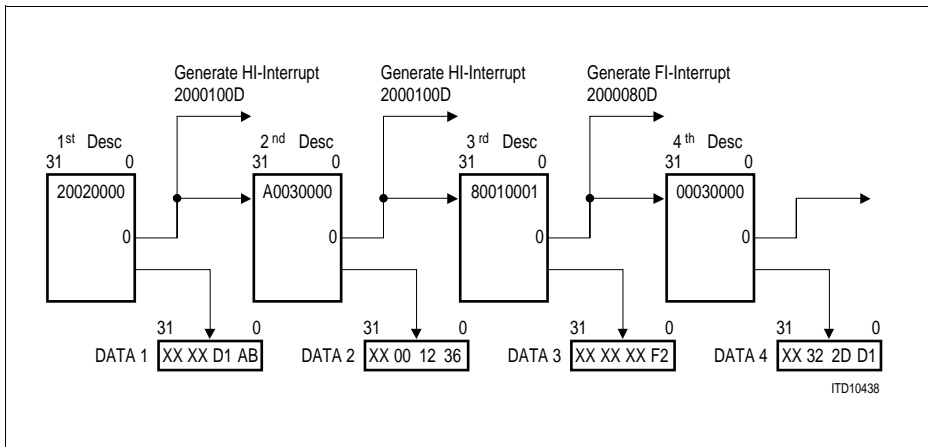 Generate HI-Interrupt Generate HI-Interrupt Generate FI-Interrupt
2000100D 2000100D 2000080D
1st Desc 2nd Desc 3rd Desc 4th Desc
31 0 31 0 31 0 31 0
20020000 A0030000 80010001 00030000
0 0 0 0
31 0 31 0 31 0 31 0
DATA 1 XX XX D1 AB DATA 2 XX 00 12 36 DATA 3 XX XX XX F2 DATA 4 XX 32 2D D1
ITD10438